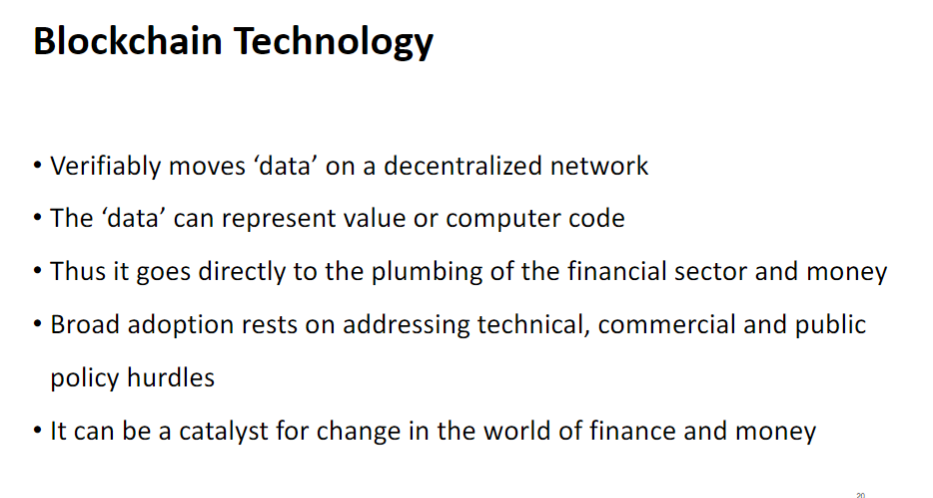 Blockchain Technology
• Verifiably moves ‘data’ on a decentralized network
• The ‘data’ can represent value or computer code
• Thus it goes directly to the plumbing of the financial sector and money
• Broad adoption rests on addressing technical, commercial and public
policy hurdles
• It can be a catalyst for change in the world of finance and money
20